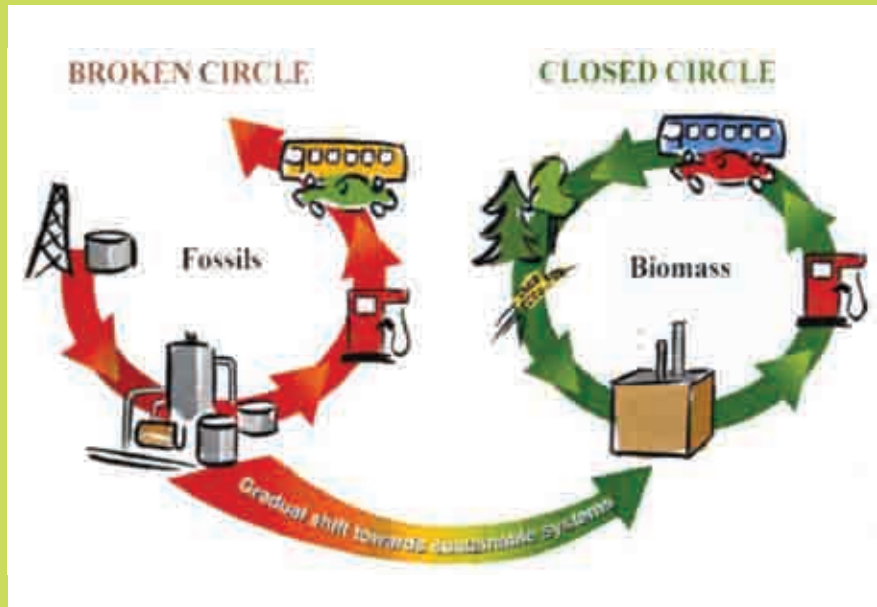 BROKEN CIRCLE
CLOSED CIRCLE
Fossils
Biomass
Gradual shift towards sustainable systems